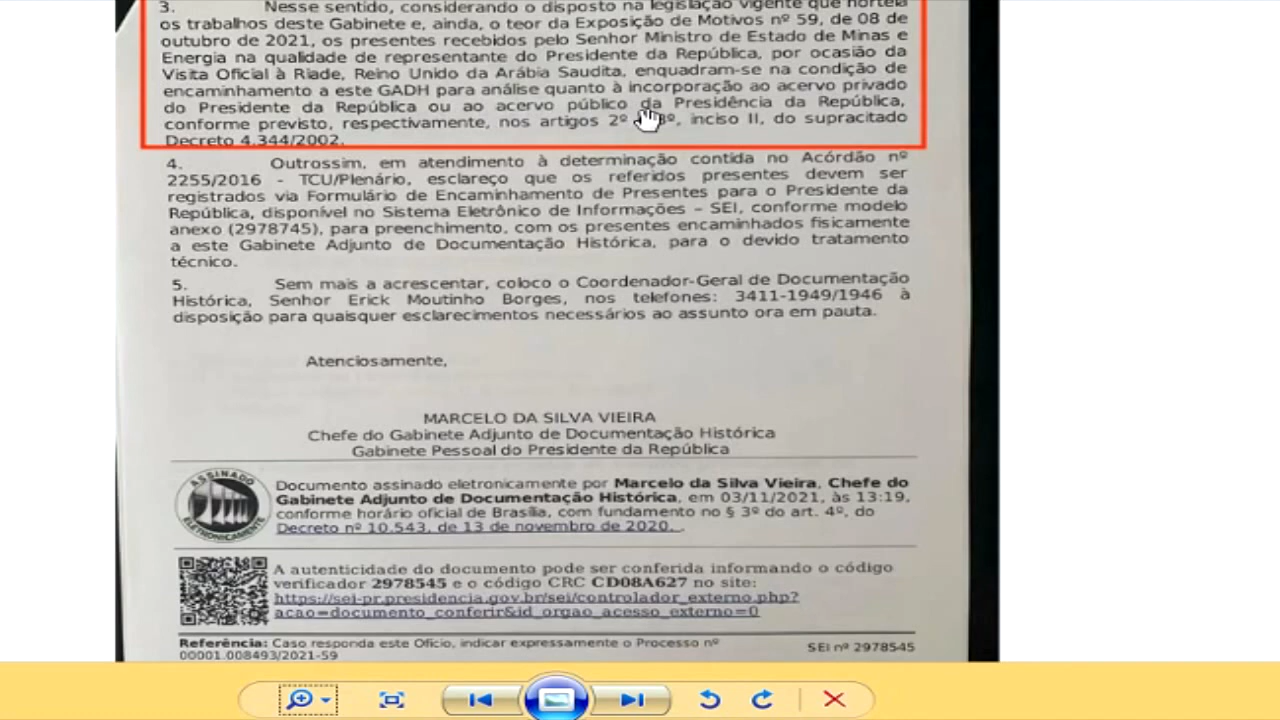 3. Nesse sentido, considerando o disposto na legislação vigente que norteia
os trabalhos deste Gabinete e, ainda, o teor da Exposição de Motivos nº 59, de 08 de
outubro de 2021, os presentes recebidos pelo Senhor Ministro de Estado de Minas e
Energia na qualidade de representante do Presidente da República, por ocasião da
Visita Oficial à Riade, Reino Unido da Arábia Saudita, enquadram-se na condição de
encaminhamento a este GADH para análise quanto à incorporação ao acervo privado
do Presidente da República ou ao acervo público da Presidência da República,
conforme previsto, respectivamente, nos artigos 2º 8º, inciso II, do supracitado
Decreto 4.344/2002.
4. Outrossim, em atendimento à determinação contida no Acórdão nº
2255/2016 - TCU/Plenário, esclareço que os referidos presentes devem ser
registrados via Formulário de Encaminhamento de Presentes para o Presidente da
República, disponível no Sistema Eletrônico de Informações – SEI, conforme modelo
anexo (2978745), para preenchimento, com os presentes encaminhados fisicamente
a este Gabinete Adjunto de Documentação Histórica, para o devido tratamento
técnico.
5. Sem mais a acrescentar, coloco o Coordenador-Geral de Documentação
Histórica, Senhor Erick Moutinho Borges, nos telefones: 3411-1949/1946 à
disposição para quaisquer esclarecimentos necessários ao assunto ora em pauta.
Atenciosamente,
MARCELO DA SILVA VIEIRA
Chefe do Gabinete Adjunto de Documentação Histórica
Gabinete Pessoal do Presidente da República
ASSINADO
ELETRONICAMENTE
Documento assinado eletronicamente por Marcelo da Silva Vieira, Chefe do
Gabinete Adjunto de Documentação Histórica, em 03/11/2021, às 13:19,
conforme horário oficial de Brasília, com fundamento no § 3º do art. 4º, do
Decreto nº 10.543, de 13 de novembro de 2020.
A autenticidade do documento pode ser conferida informando o código
verificador 2978545 e o código CRC CD08A627 no site:
https://sei-pr.presidencia.gov.br/sei/controlador_externo.php?
acao=documento_conferir&id_orgao_acesso_externo=0
Referência: Caso responda este Ofício, indicar expressamente o Processo nº
00001.008493/2021-59
SEI nº 2978545